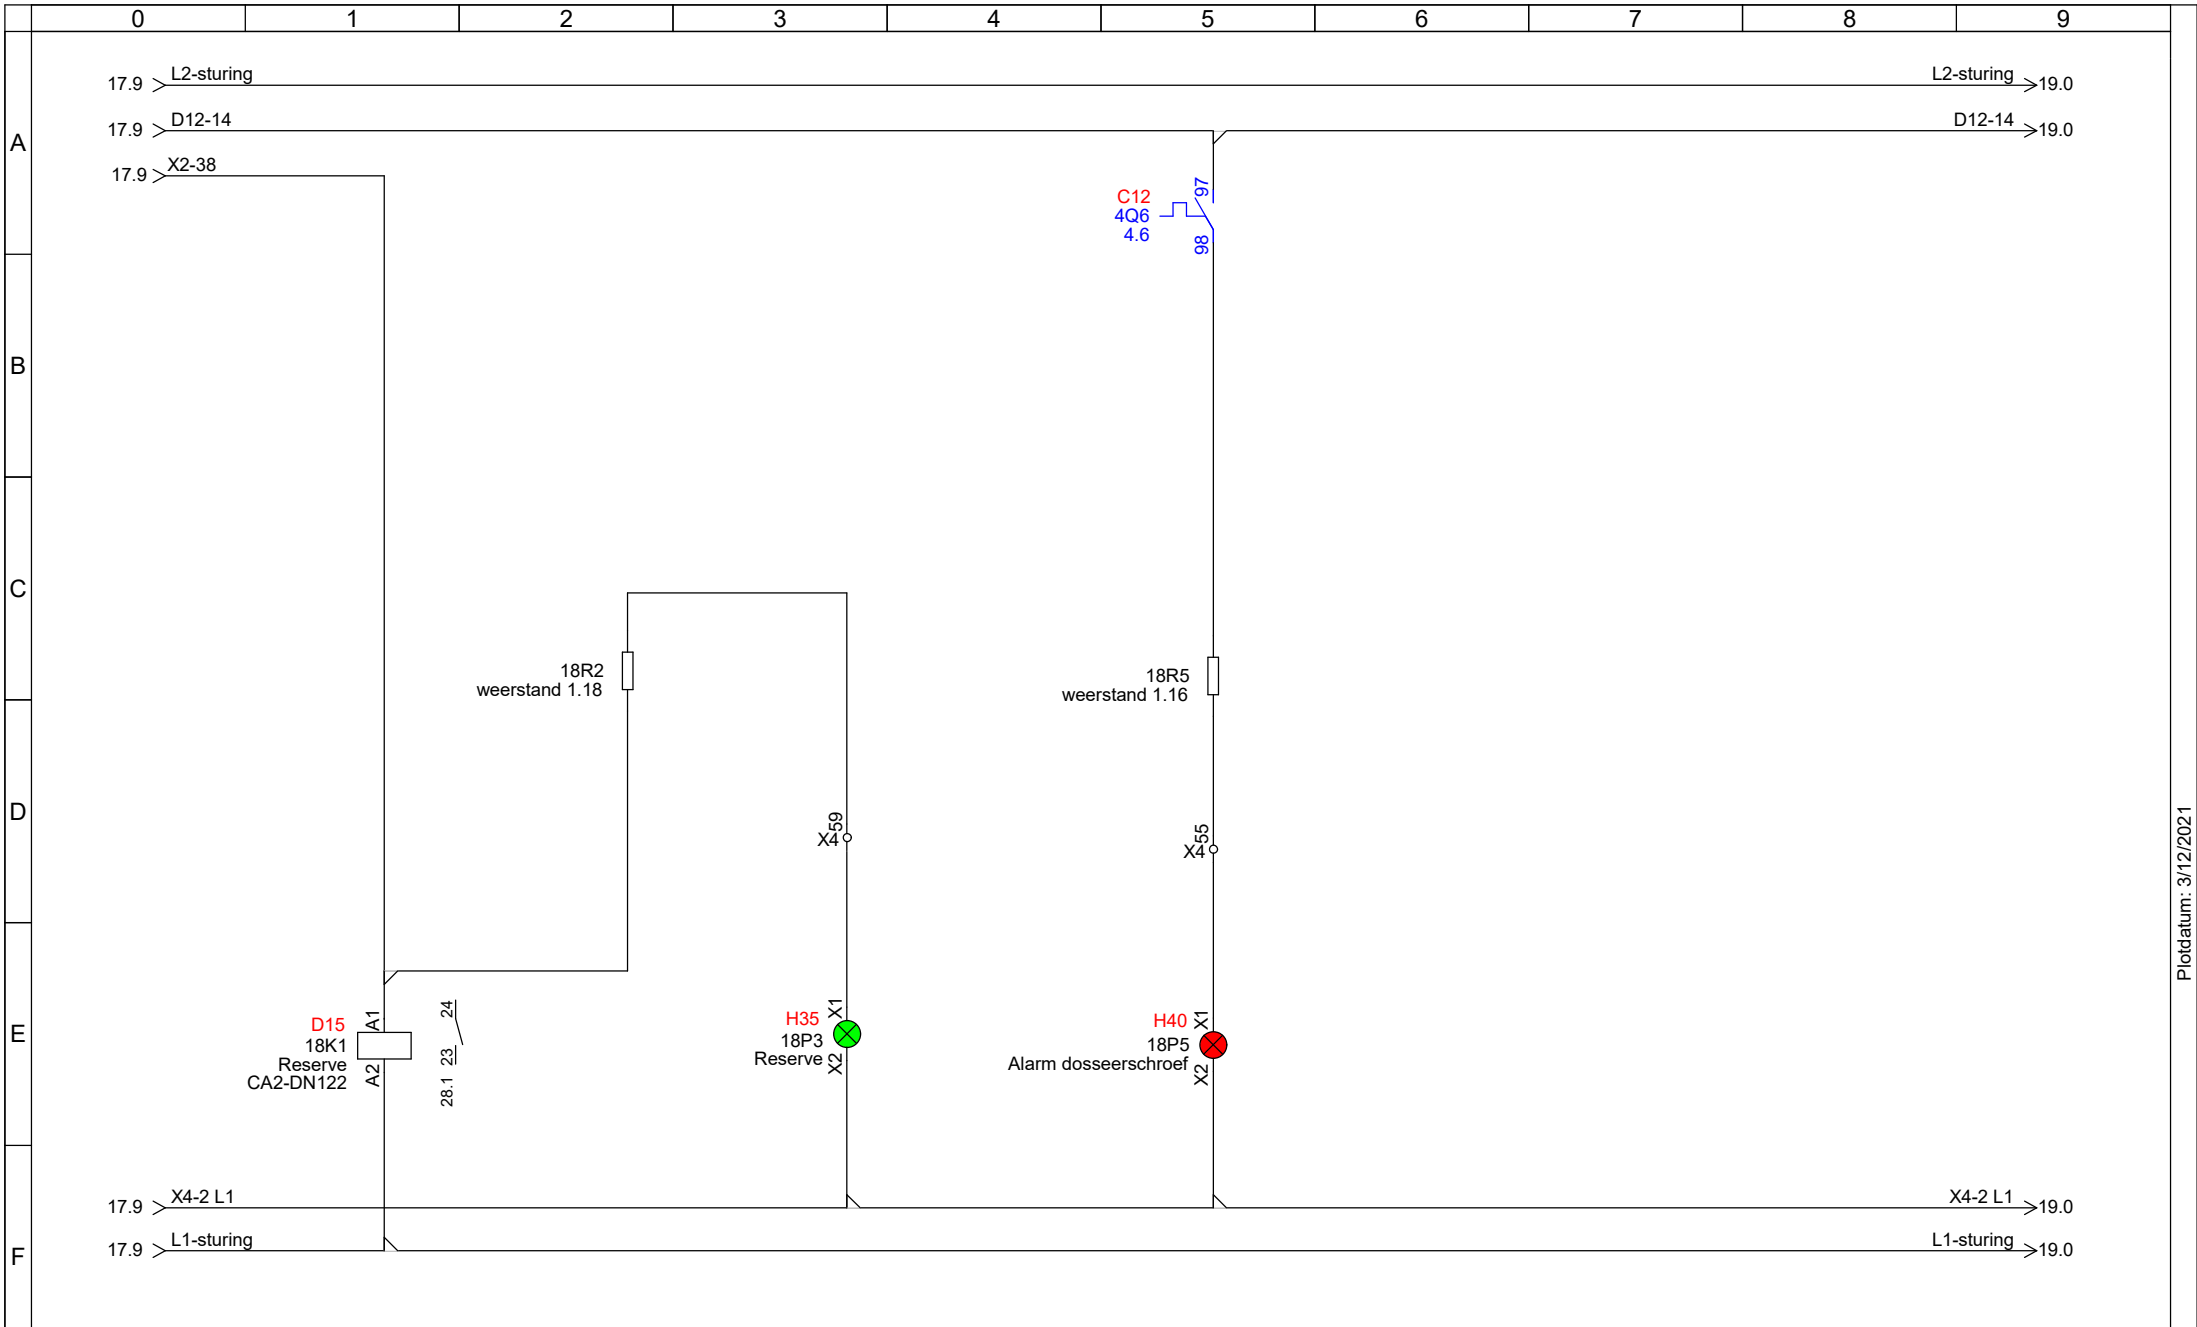 0 1 2 3 4 5 6 7 8 9
17.9 L2-sturing L2-sturing 19.0
17.9 D12-14 D12-14 19.0
A
17.9 X2-38
C12 97
4Q6
4.6 98
B
C
18R2
weerstand 1.18
18R5
weerstand 1.16
D
X4 59
X4 55
E
D15 A1
18K1
Reserve
CA2-DN122 A2
24
23
28.1
H35 X1
18P3
Reserve X2
H40 X1
18P5
Alarm dosseerschroef X2
17.9 X4-2 L1 X4-2 L1 19.0
17.9 L1-sturing L1-sturing 19.0
F
Plotdatum: 3/12/2021